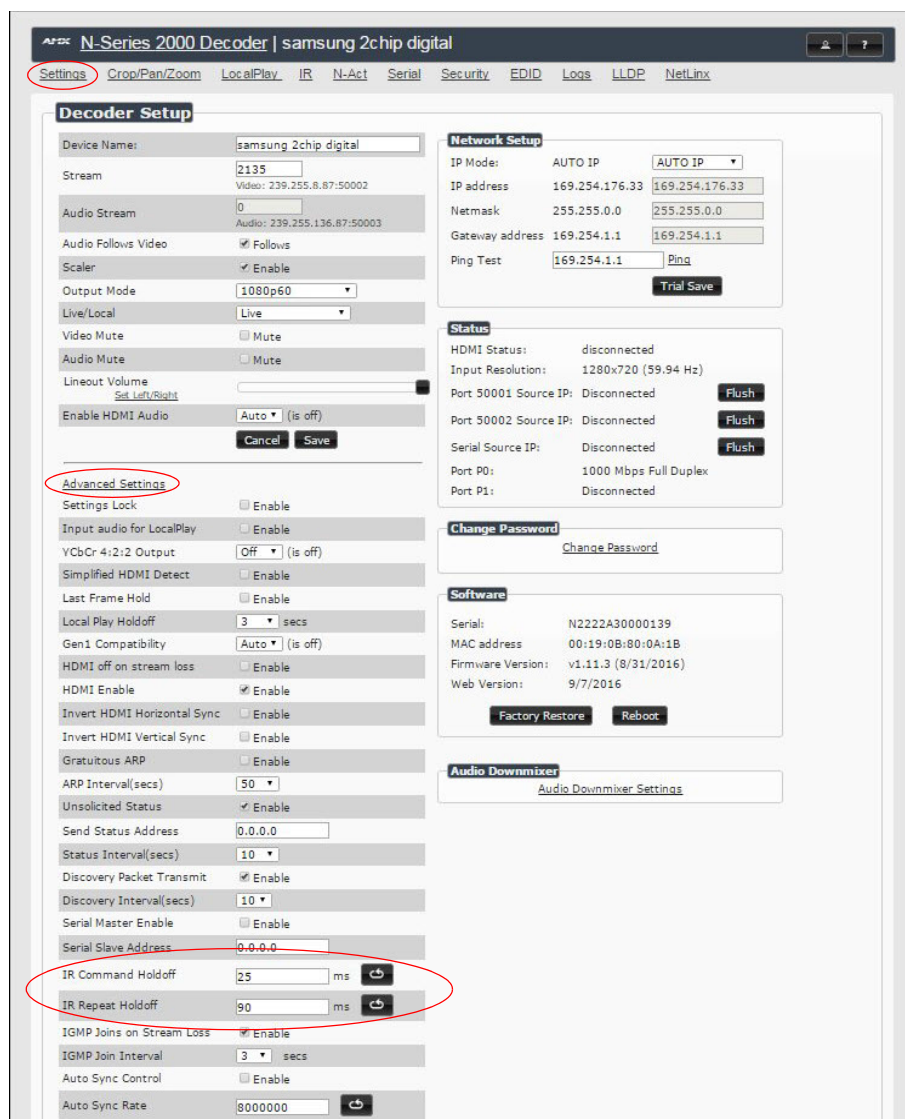 AMX N-Series 2000 Decoder | samsung 2chip digital
?
Settings Crop/Pan/Zoom LocalPlay IR N-Act Serial Security EDID Logs LLDP NetLinx
Decoder Setup
Device Name: samsung 2chip digital
Stream 2135
Video: 239.255.8.87:50002
Audio Stream 0
Audio: 239.255.136.87:50003
Audio Follows Video Follows
Scaler Enable
Output Mode 1080p60
Live/Local Live
Video Mute Mute
Audio Mute Mute
Lineout Volume
Set Left/Right
Enable HDMI Audio Auto (is off)
Cancel Save
Advanced Settings
Settings Lock Enable
Input audio for LocalPlay Enable
YCbCr 4:2:2 Output Off (is off)
Simplified HDMI Detect Enable
Last Frame Hold Enable
Local Play Holdoff 3 secs
Gen1 Compatibility Auto (is off)
HDMI off on stream loss Enable
HDMI Enable Enable
Invert HDMI Horizontal Sync Enable
Invert HDMI Vertical Sync Enable
Gratuitous ARP Enable
ARP Interval(secs) 50
Unsolicited Status Enable
Send Status Address 0.0.0.0
Status Interval(secs) 10
Discovery Packet Transmit Enable
Discovery Interval(secs) 10
Serial Master Enable Enable
Serial Slave Address 0.0.0.0
IR Command Holdoff 25 ms
IR Repeat Holdoff 90 ms
IGMP Joins on Stream Loss Enable
IGMP Join Interval 3 secs
Auto Sync Control Enable
Auto Sync Rate 8000000
Network Setup
IP Mode: AUTO IP AUTO IP
IP address 169.254.176.33 169.254.176.33
Netmask 255.255.0.0 255.255.0.0
Gateway address 169.254.1.1 169.254.1.1
Ping Test 169.254.1.1 Ping
Trial Save
Status
HDMI Status: disconnected
Input Resolution: 1280x720 (59.94 Hz)
Port 50001 Source IP: Disconnected Flush
Port 50002 Source IP: Disconnected Flush
Serial Source IP: Disconnected Flush
Port P0: 1000 Mbps Full Duplex
Port P1: Disconnected
Change Password
Change Password
Software
Serial: N2222A30000139
MAC address 00:19:0B:80:0A:1B
Firmware Version: v1.11.3 (8/31/2016)
Web Version: 9/7/2016
Factory Restore Reboot
Audio Downmixer
Audio Downmixer Settings